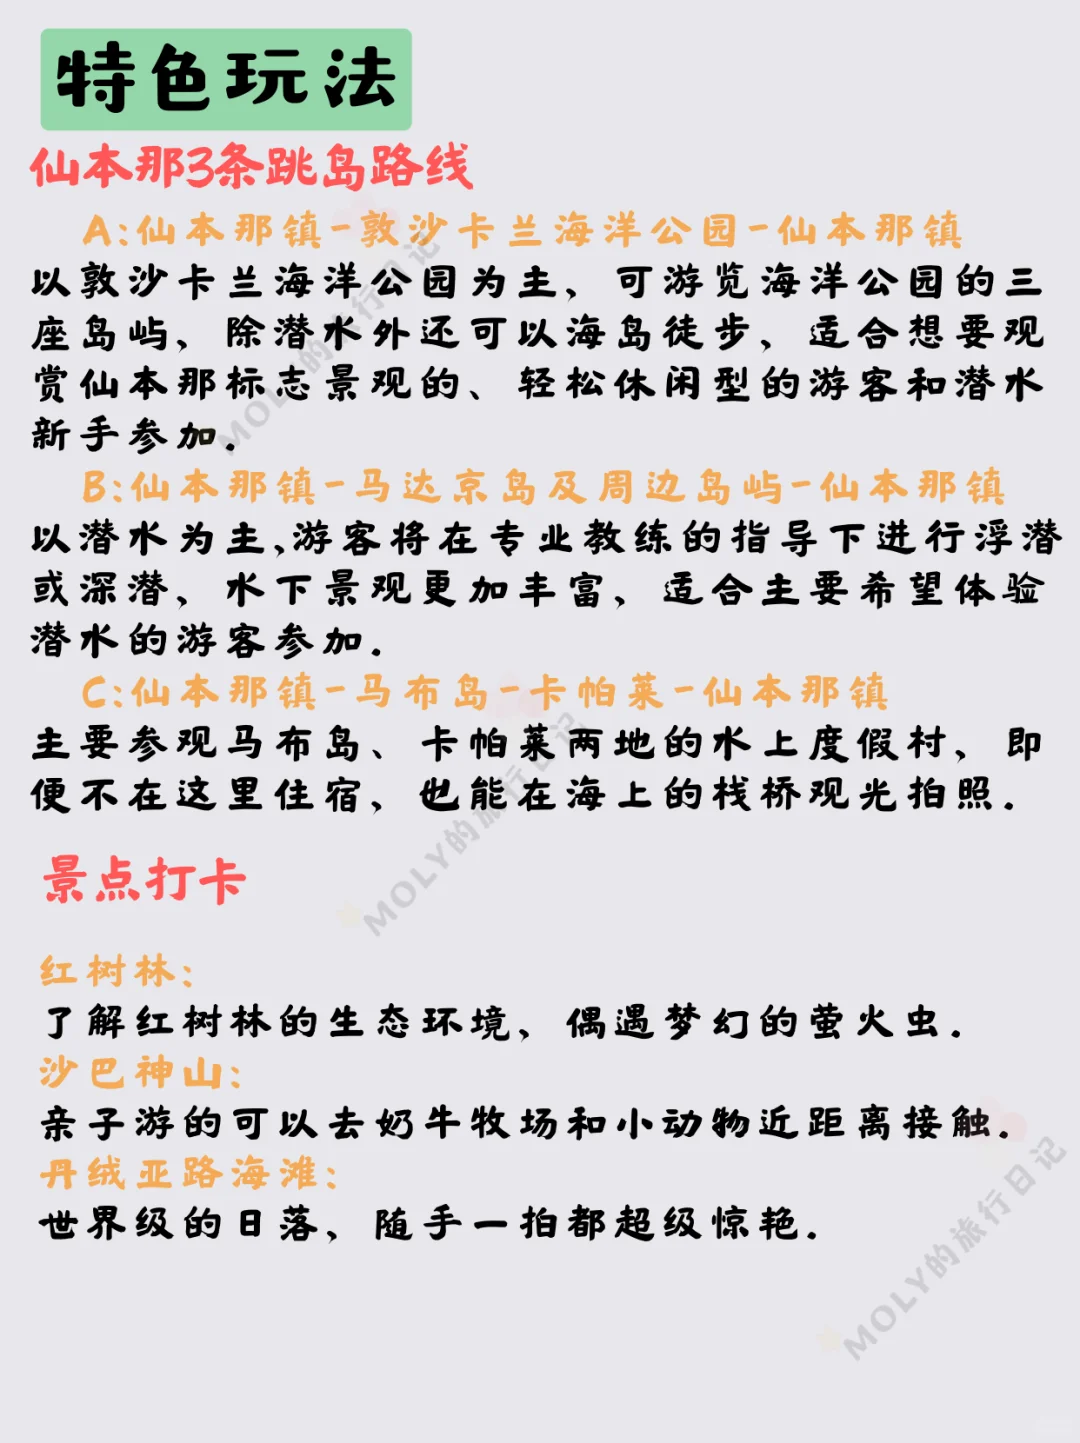 特色玩法
仙本那3条跳岛路线
A:仙本那镇-敦沙卡兰海洋公园-仙本那镇
以敦沙卡兰海洋公园为主，可游览海洋公园的三
座岛屿，除潜水外还可以海岛徒步，适合想要观
赏仙本那标志景观的、轻松休闲型的游客和潜水
新手参加.
B:仙本那镇-马达京岛及周边岛屿-仙本那镇
以潜水为主,游客将在专业教练的指导下进行浮潜
或深潜，水下景观更加丰富，适合主要希望体验
潜水的游客参加.
C:仙本那镇-马布岛-卡帕莱-仙本那镇
主要参观马布岛、卡帕莱两地的水上度假村，即
便不在这里住宿，也能在海上的栈桥观光拍照.
景点打卡
红树林:
了解红树林的生态环境，偶遇梦幻的萤火虫.
沙巴神山:
亲子游的可以去奶牛牧场和小动物近距离接触.
丹绒亚路海滩:
世界级的日落，随手一拍都超级惊艳.
MOLY的旅行日记
MOLY的旅行日记
MOLY的旅行日记